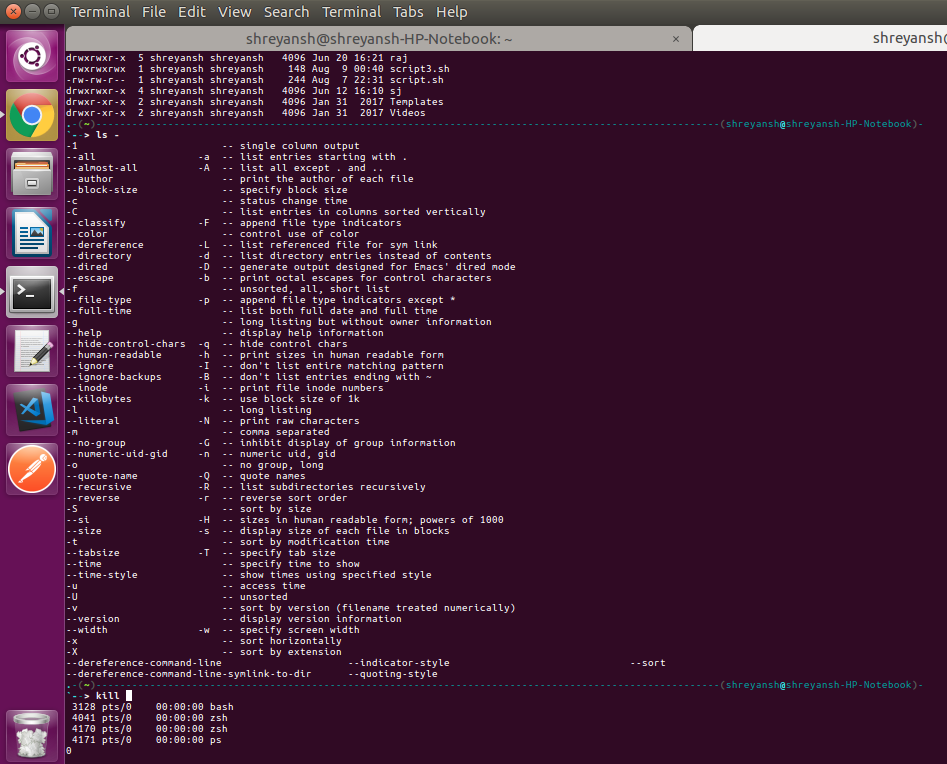 Terminal File Edit View Search Terminal Tabs Help
shreyansh@shreyansh-HP-Notebook: ~ × shreyansh@
drwxrwxr-x  5 shreyansh shreyansh   4096 Jun 20 16:21 raj
-rwxrwxrwx  1 shreyansh shreyansh    148 Aug  9 00:40 script3.sh
-rw-rw-r--  1 shreyansh shreyansh    244 Aug  7 22:31 script.sh
drwxrwxr-x  4 shreyansh shreyansh   4096 Jun 12 16:10 sj
drwxr-xr-x  2 shreyansh shreyansh   4096 Jan 31  2017 Templates
drwxr-xr-x  2 shreyansh shreyansh   4096 Jan 31  2017 Videos
.-(~)--------------------------------------------------------------------------------------------------------(shreyansh@shreyansh-HP-Notebook)-
`--> ls -
-1                        -- single column output
--all                 -a  -- list entries starting with .
--almost-all          -A  -- list all except . and ..
--author                  -- print the author of each file
--block-size              -- specify block size
-c                        -- status change time
-C                        -- list entries in columns sorted vertically
--classify            -F  -- append file type indicators
--color                   -- control use of color
--dereference         -L  -- list referenced file for sym link
--directory           -d  -- list directory entries instead of contents
--dired               -D  -- generate output designed for Emacs' dired mode
--escape              -b  -- print octal escapes for control characters
-f                        -- unsorted, all, short list
--file-type           -p  -- append file type indicators except *
--full-time               -- list both full date and full time
-g                        -- long listing but without owner information
--help                    -- display help information
--hide-control-chars  -q  -- hide control chars
--human-readable      -h  -- print sizes in human readable form
--ignore              -I  -- don't list entire matching pattern
--ignore-backups      -B  -- don't list entries ending with ~
--inode               -i  -- print file inode numbers
--kilobytes           -k  -- use block size of 1k
-l                        -- long listing
--literal             -N  -- print raw characters
-m                        -- comma separated
--no-group            -G  -- inhibit display of group information
--numeric-uid-gid     -n  -- numeric uid, gid
-o                        -- no group, long
--quote-name          -Q  -- quote names
--recursive           -R  -- list subdirectories recursively
--reverse             -r  -- reverse sort order
-S                        -- sort by size
--si                  -H  -- sizes in human readable form; powers of 1000
--size                -s  -- display size of each file in blocks
-t                        -- sort by modification time
--tabsize             -T  -- specify tab size
--time                    -- specify time to show
--time-style              -- show times using specified style
-u                        -- access time
-U                        -- unsorted
-v                        -- sort by version (filename treated numerically)
--version                 -- display version information
--width               -w  -- specify screen width
-x                        -- sort horizontally
-X                        -- sort by extension
--dereference-command-line                     --indicator-style                              --sort
--dereference-command-line-symlink-to-dir      --quoting-style
.-(~)--------------------------------------------------------------------------------------------------------(shreyansh@shreyansh-HP-Notebook)-
`--> kill
 3128 pts/0    00:00:00 bash
 4041 pts/0    00:00:00 zsh
 4170 pts/0    00:00:00 zsh
 4171 pts/0    00:00:00 ps
0